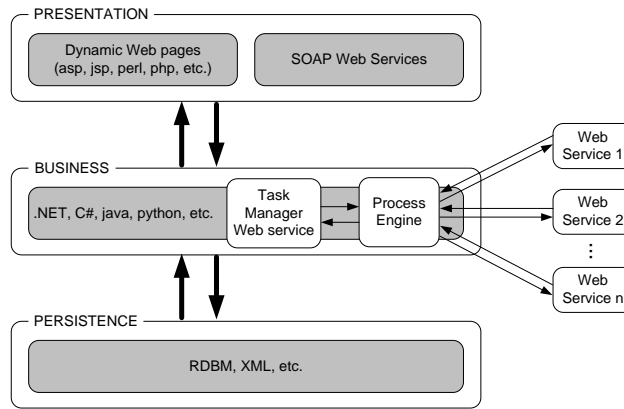 PRESENTATION
Dynamic Web pages
(asp, jsp, perl, php, etc.)
SOAP Web Services
BUSINESS
.NET, C#, java, python, etc.
Task
Manager
Web service
Process
Engine
Web
Service 1
Web
Service 2
...
Web
Service n
PERSISTENCE
RDBM, XML, etc.